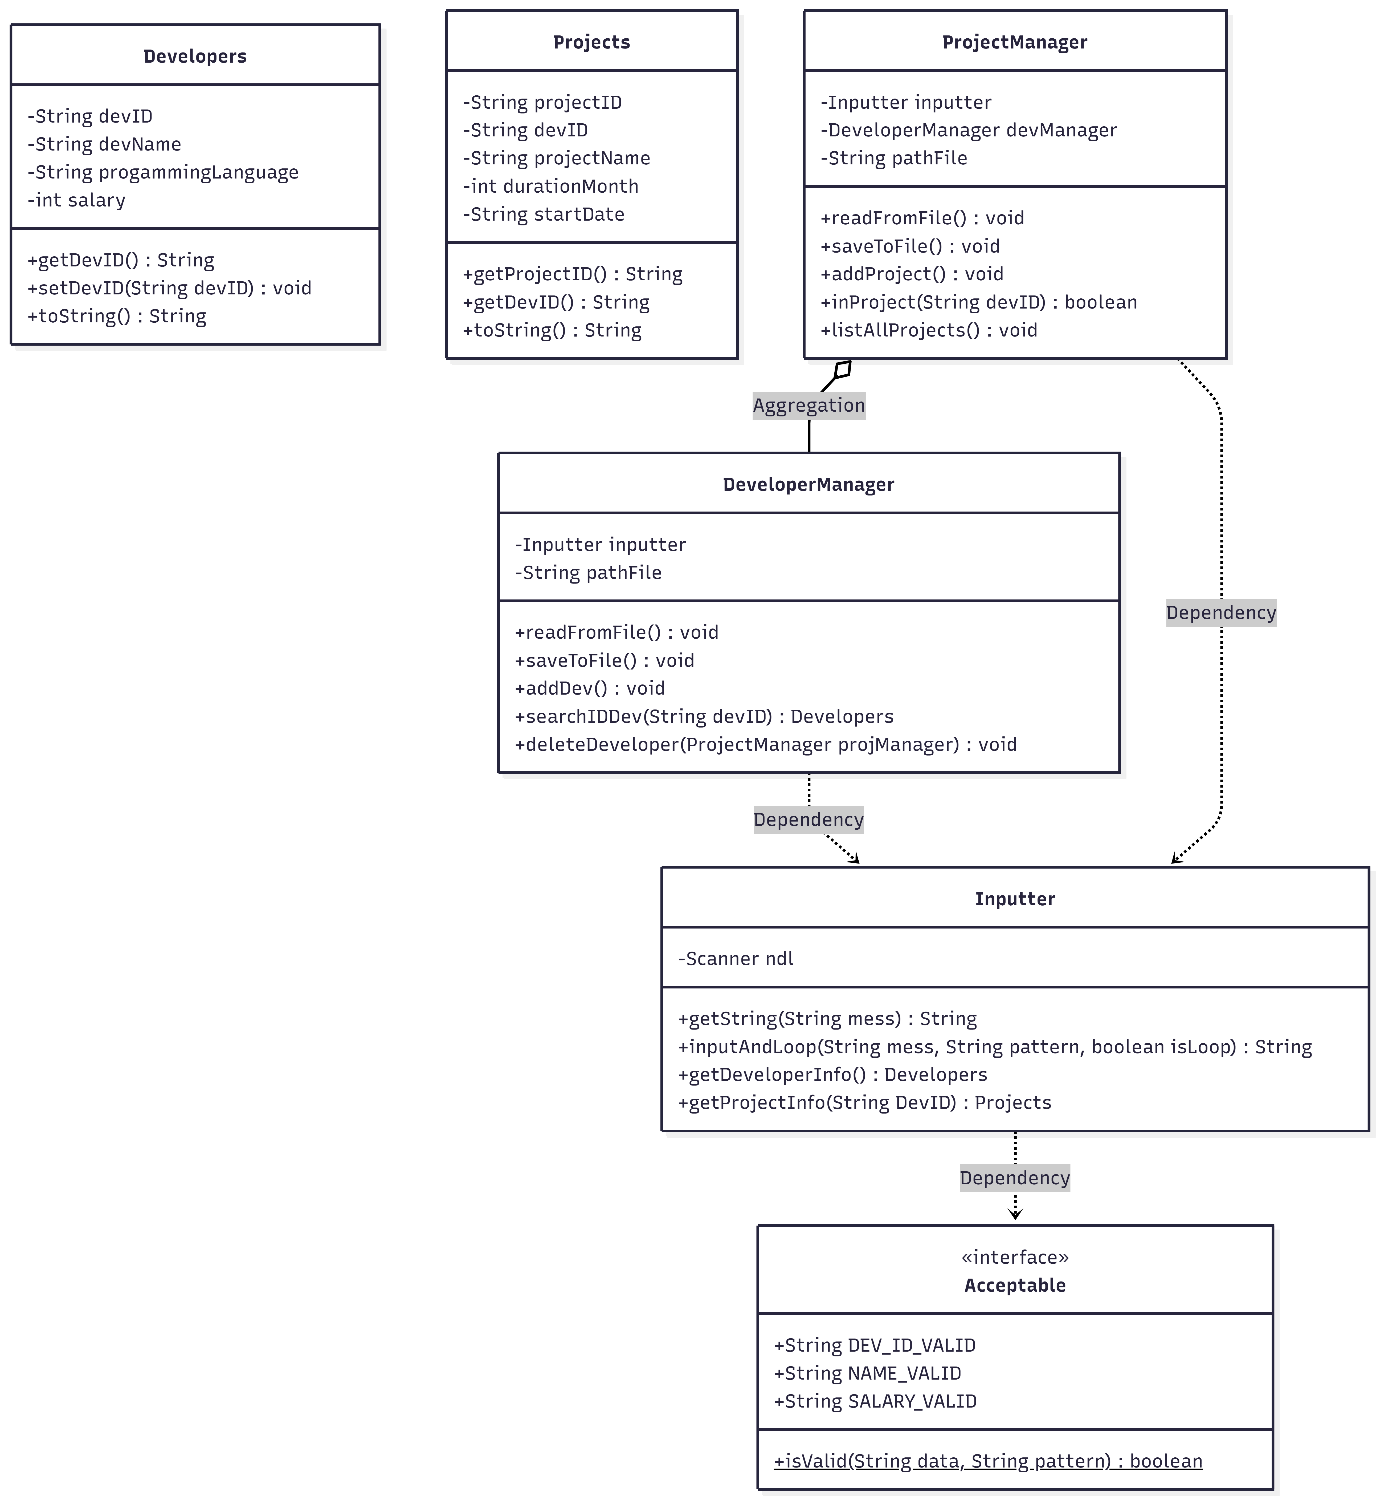 Developers
-String devID
-String devName
-String progammingLanguage
-int salary
+getDevID() : String
+setDevID(String devID) : void
+toString() : String
Projects
-String projectID
-String devID
-String projectName
-int durationMonth
-String startDate
+getProjectID() : String
+getDevID() : String
+toString() : String
ProjectManager
-Inputter inputter
-DeveloperManager devManager
-String pathFile
+readFromFile() : void
+saveToFile() : void
+addProject() : void
+inProject(String devID) : boolean
+listAllProjects() : void
Aggregation
DeveloperManager
-Inputter inputter
-String pathFile
+readFromFile() : void
+saveToFile() : void
+addDev() : void
+searchIDDev(String devID) : Developers
+deleteDeveloper(ProjectManager projManager) : void
Dependency
Dependency
Inputter
-Scanner ndl
+getString(String mess) : String
+inputAndLoop(String mess, String pattern, boolean isLoop) : String
+getDeveloperInfo() : Developers
+getProjectInfo(String DevID) : Projects
Dependency
«interface»
Acceptable
+String DEV_ID_VALID
+String NAME_VALID
+String SALARY_VALID
+isValid(String data, String pattern) : boolean